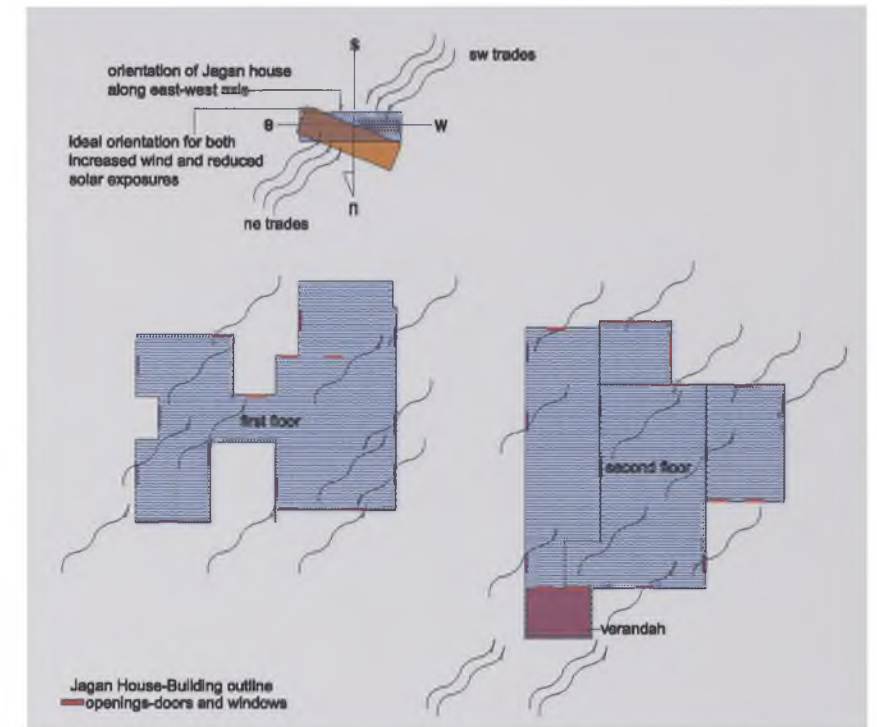 s
sw trades
orientation of Jagan house
along east-west axis
e
w
Ideal orientation for both
increased wind and reduced
solar exposures
n
ne trades
first floor
second floor
verandah
Jagan House-Building outline
openings-doors and windows